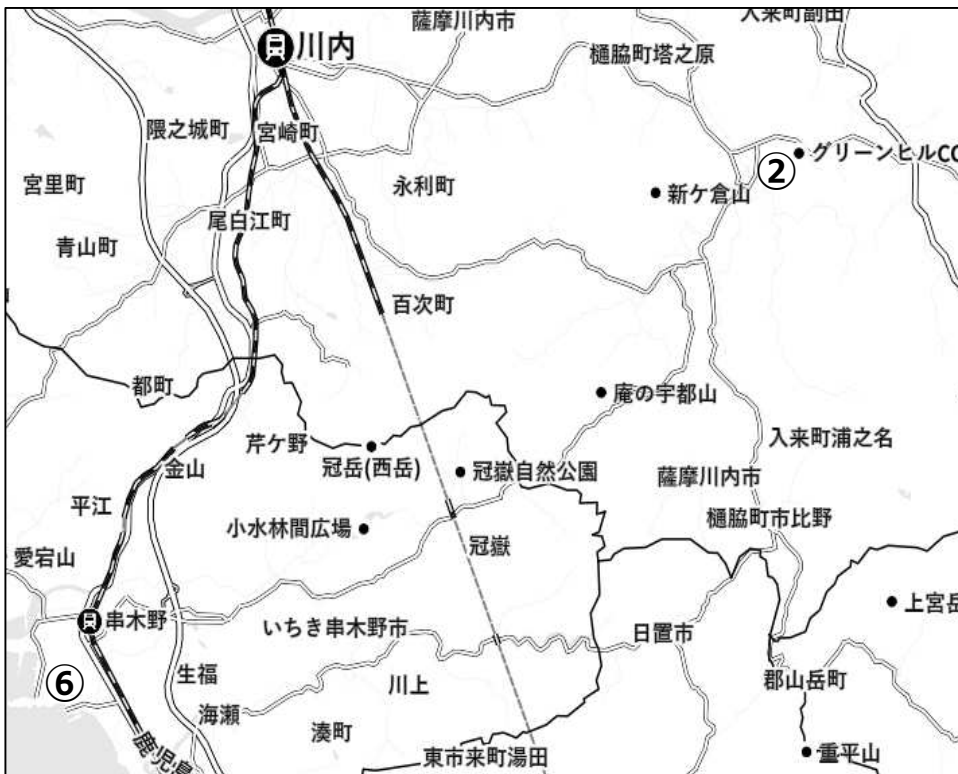 薩摩川内市
入来町副田
川内
樋脇町塔之原
隈之城町
宮崎町
グリーンヒルCC
②
宮里町
永利町
新ケ倉山
尾白江町
青山町
百次町
都町
庵の宇都山
芹ケ野
入来町浦之名
冠岳(西岳)
冠嶽自然公園
金山
薩摩川内市
平江
樋脇町市比野
小水林間広場
冠嶽
愛宕山
上宮岳
串木野
いちき串木野市
日置市
生福
⑥
川上
郡山岳町
海瀬
湊町
鹿児島
東市来町湯田
重平山